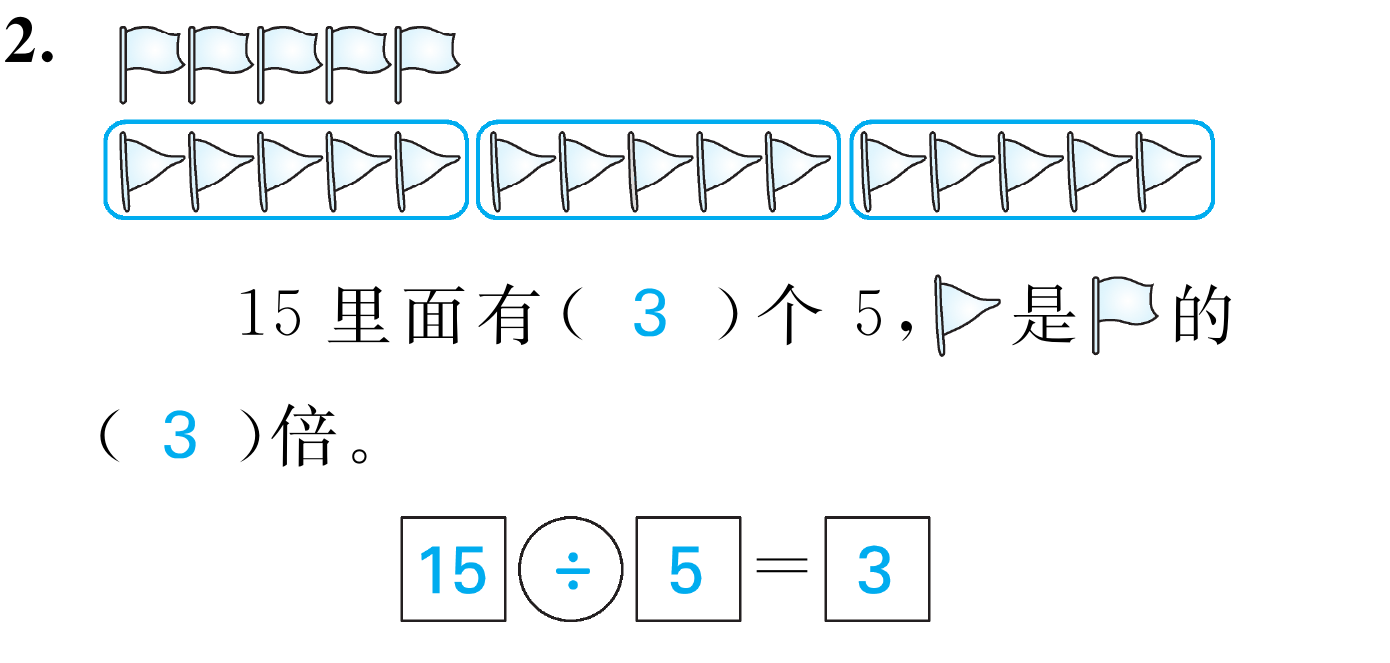 2.
15 里面有( 3 )个 5, 是 的
( 3 )倍。
15 ÷ 5 = 3